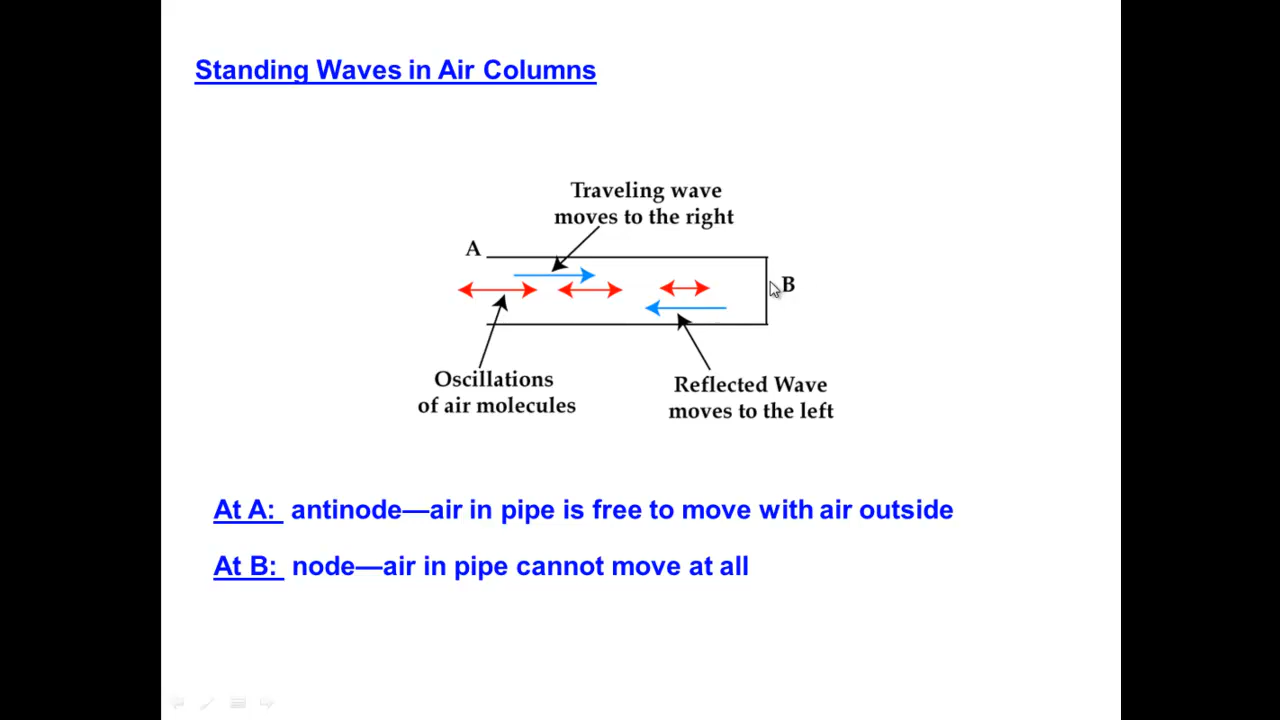 Standing Waves in Air Columns
Traveling wave
moves to the right
A
B
Oscillations
of air molecules
Reflected Wave
moves to the left
At A: antinode—air in pipe is free to move with air outside
At B: node—air in pipe cannot move at all